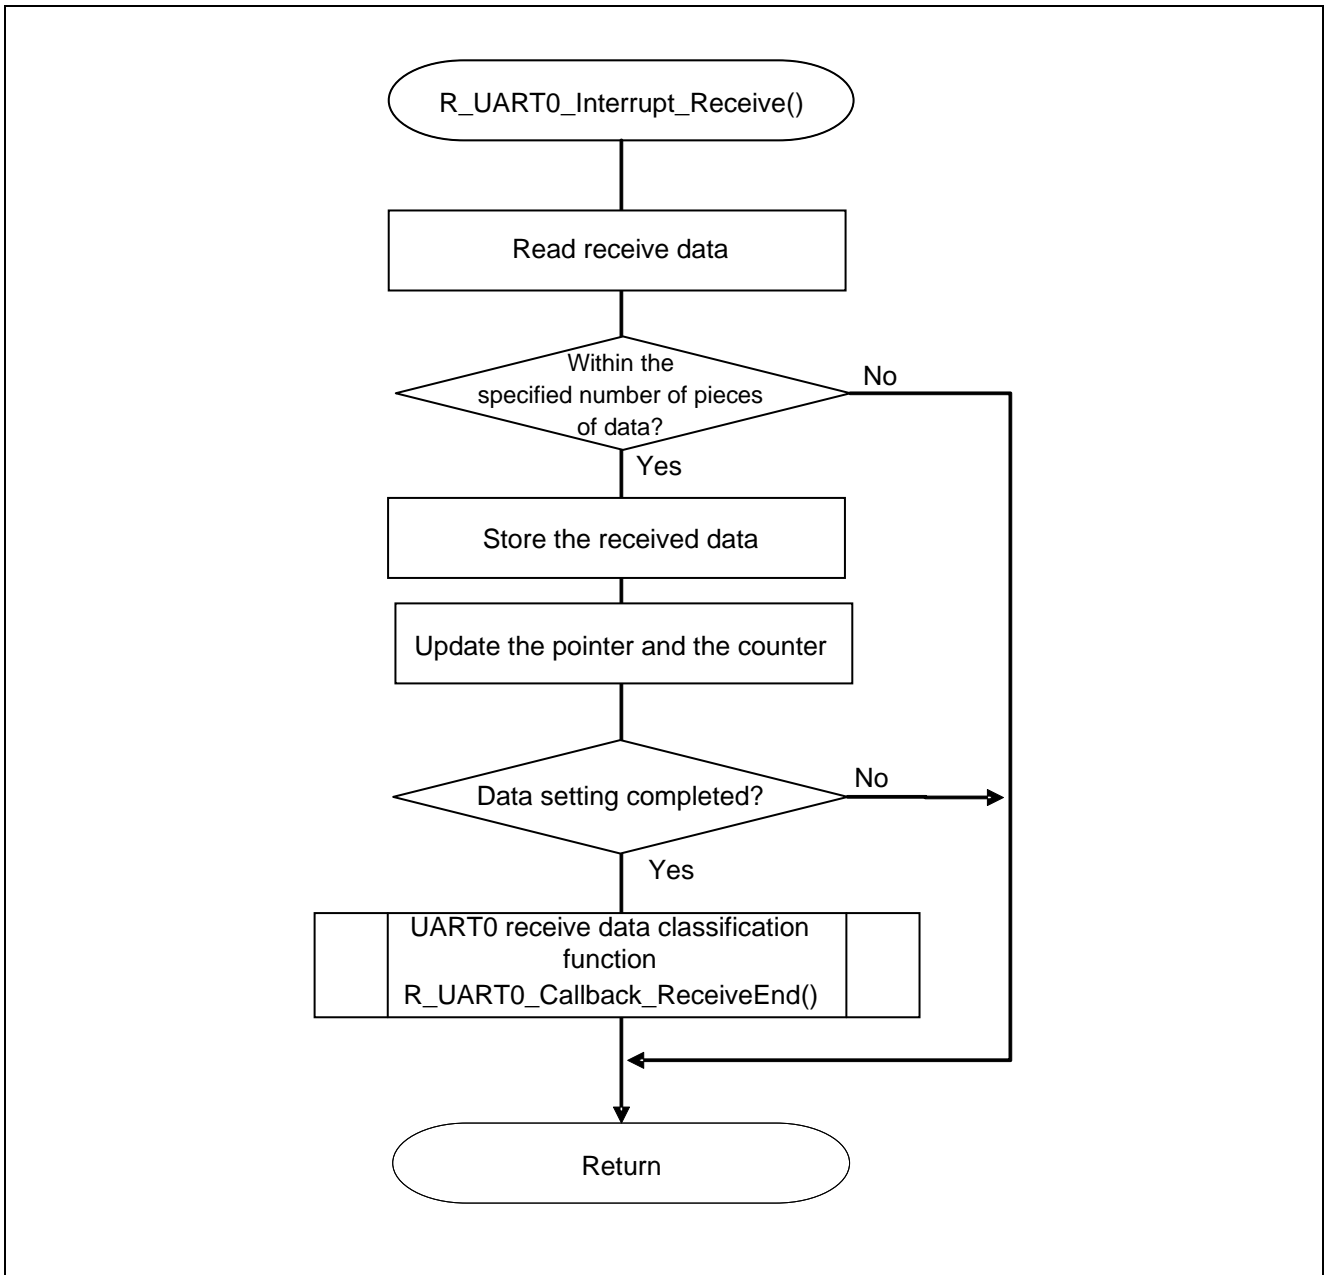 R_UART0_Interrupt_Receive()
Read receive data
Within the
specified number of pieces
of data?
No
Yes
Store the received data
Update the pointer and the counter
Data setting completed?
No
Yes
UART0 receive data classification
function
R_UART0_Callback_ReceiveEnd()
Return